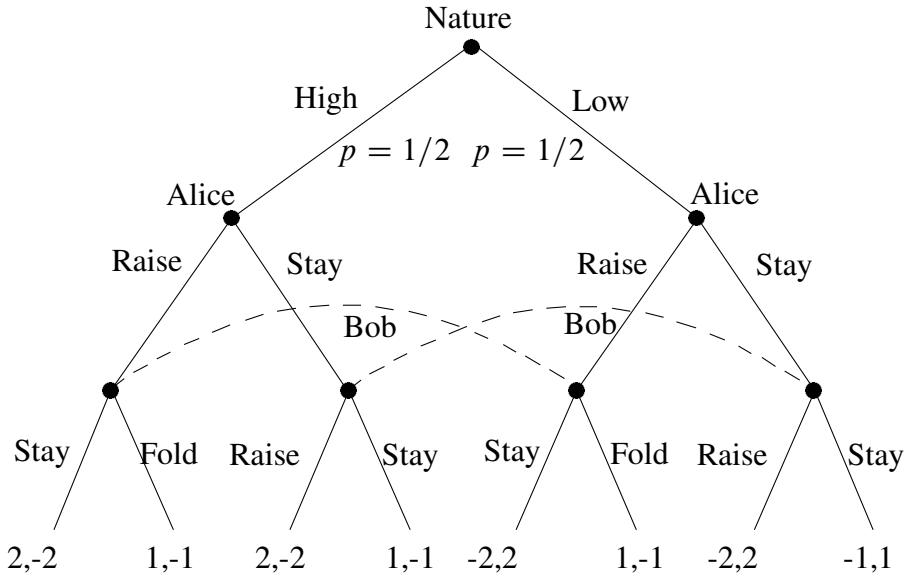 Nature
High
Low
p = 1/2 p = 1/2
Alice
Alice
Raise
Stay
Raise
Stay
Bob
Bob
Stay
Fold
Raise
Stay
Stay
Fold
Raise
Stay
2,-2
1,-1
2,-2
1,-1
-2,2
1,-1
-2,2
-1,1